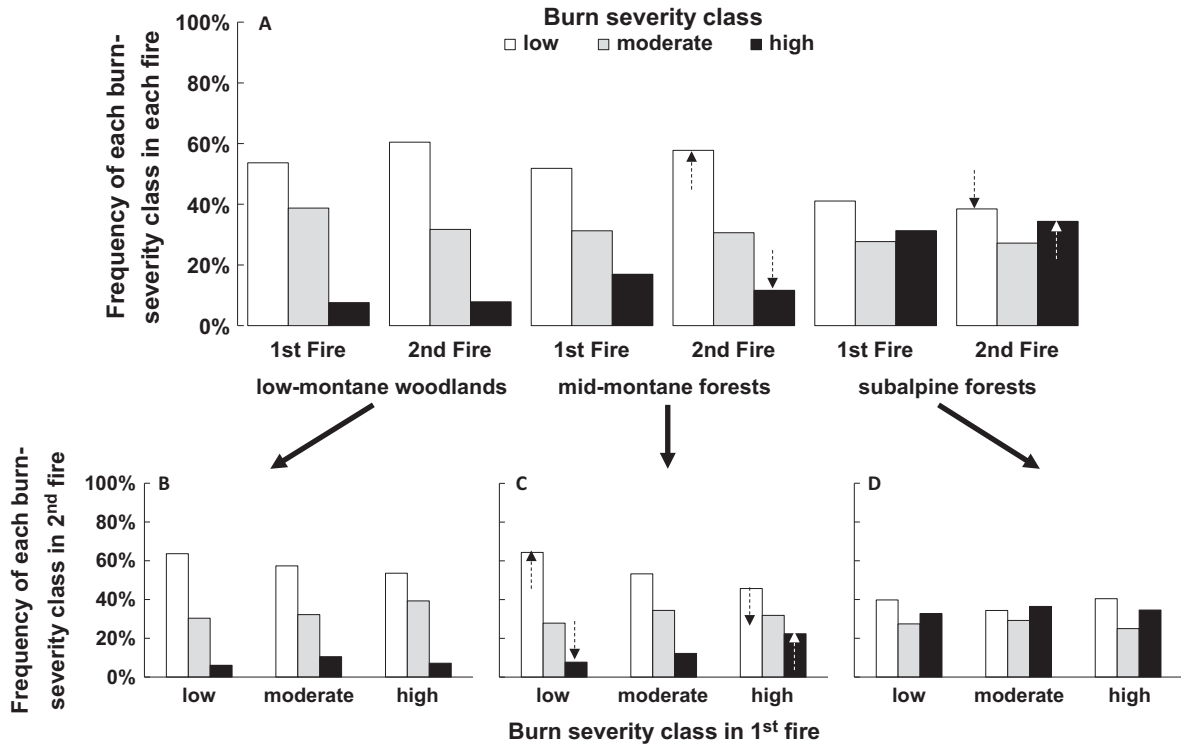 Burn severity class
low moderate high
A
Frequency of each burn-
severity class in each fire
100%
80%
60%
40%
20%
0%
1st Fire 2nd Fire 1st Fire 2nd Fire 1st Fire 2nd Fire
low-montane woodlands mid-montane forests subalpine forests
Frequency of each burn-
severity class in 2nd fire
100%
80%
60%
40%
20%
0%
B
low moderate high
C
low moderate high
D
low moderate high
Burn severity class in 1st fire